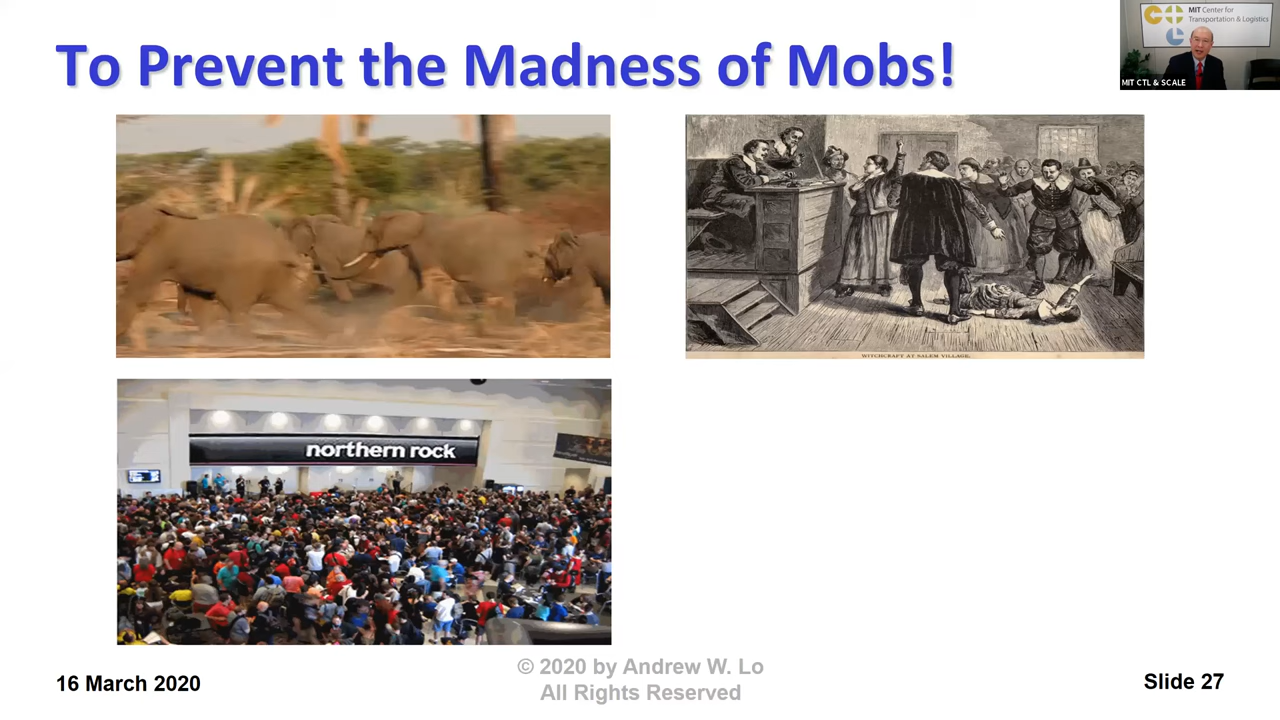 To Prevent the Madness of Mobs!
MIT Center for
Transportation & Logistics
MIT CTL & SCALE
WITCHCRAFT AT SALEM VILLAGE.
northern rock
16 March 2020
© 2020 by Andrew W. Lo
All Rights Reserved
Slide 27